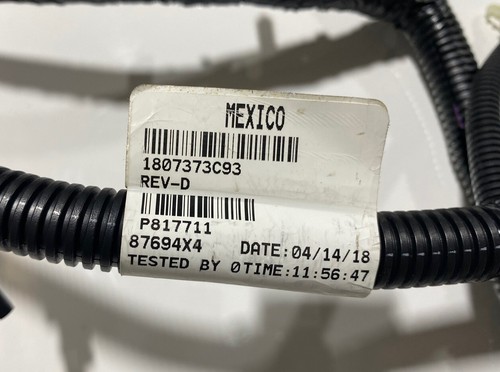 MEXICO
1807373C93
REV-D
P817711
87694X4 DATE:04/14/18
TESTED BY 0TIME:11:56:47